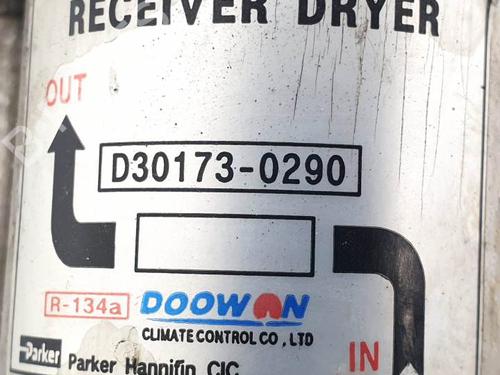 RECEIVER DRYER
OUT
D30173-0290
R-134a DOOWON
CLIMATE CONTROL CO., LTD
Parker Parker Hannifin CIC
IN